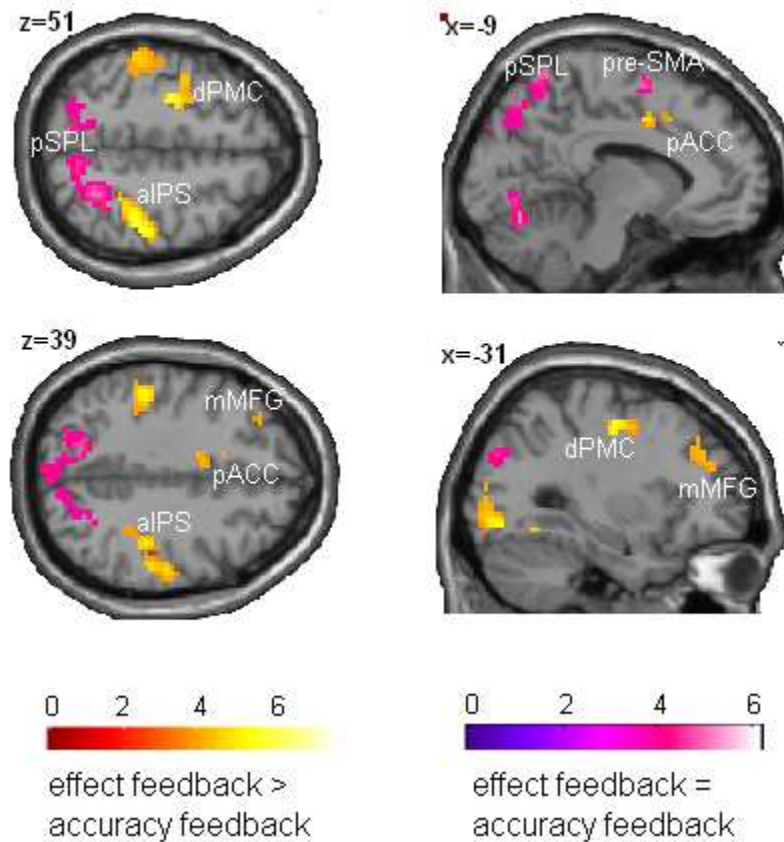 z=51
dPMC
pSPL
aIPS
x=-9
pSPL
pre-SMA
pACC
z=39
mMFG
pACC
aIPS
x=-31
dPMC
mMFG
0 2 4 6
effect feedback >
accuracy feedback
0 2 4 6
effect feedback =
accuracy feedback